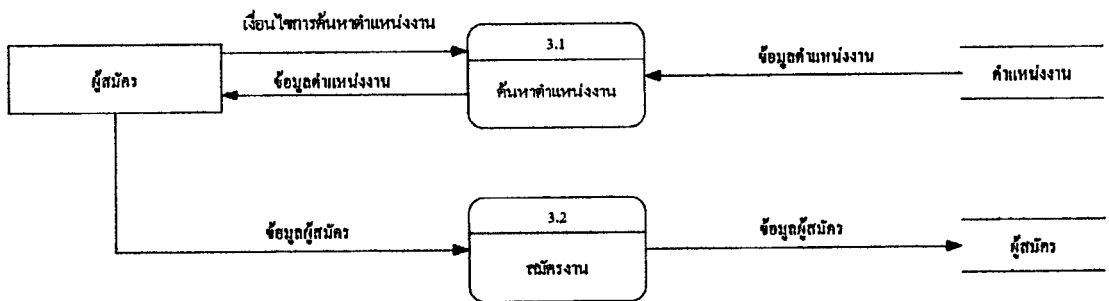 เงื่อนไขการค้นหาตำแหน่งงาน
3.1
ผู้สมัคร
ข้อมูลตำแหน่งงาน
ค้นหาตำแหน่งงาน
ข้อมูลตำแหน่งงาน
ตำแหน่งงาน
3.2
ข้อมูลผู้สมัคร
สมัครงาน
ข้อมูลผู้สมัคร
ผู้สมัคร